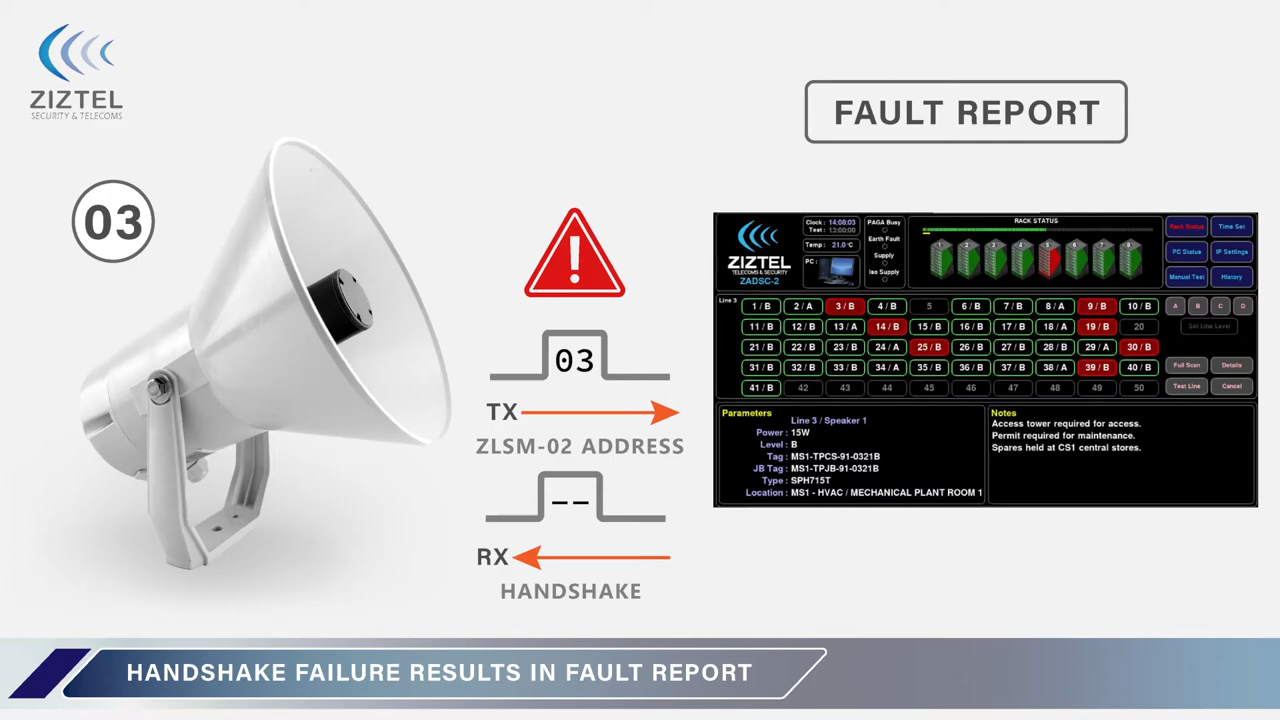 ZIZTEL
SECURITY & TELECOMS
03
FAULT REPORT
03
TX
ZLSM-02 ADDRESS
--
RX
HANDSHAKE
ZIZTEL
TELECOMS & SECURITY
ZADSC-2
Clock : 14:08:03
Test : 13:00:00
Temp : 21.0°C
PC :
PAGA Busy
Earth Fault
Supply
Iso Supply
RACK STATUS
1 2 3 4 5 6 7 8
Rack Status Time Set
PC Status IP Settings
Manual Test History
Line 3
1 / B 2 / A 3 / B 4 / B 5 6 / B 7 / B 8 / A 9 / B 10 / B
11 / B 12 / B 13 / A 14 / B 15 / B 16 / B 17 / B 18 / A 19 / B 20
21 / B 22 / B 23 / B 24 / A 25 / B 26 / B 27 / B 28 / B 29 / A 30 / B
31 / B 32 / B 33 / B 34 / A 35 / B 36 / B 37 / B 38 / A 39 / B 40 / B
41 / B 42 43 44 45 46 47 48 49 50
A B C D
Set Line Level
Full Scan Details
Test Line Cancel
Parameters
Line 3 / Speaker 1
Power : 15W
Level : B
Tag : MS1-TPCS-91-0321B
JB Tag : MS1-TPJB-91-0321B
Type : SPH715T
Location : MS1 - HVAC / MECHANICAL PLANT ROOM 1
Notes
Access tower required for access.
Permit required for maintenance.
Spares held at CS1 central stores.
HANDSHAKE FAILURE RESULTS IN FAULT REPORT